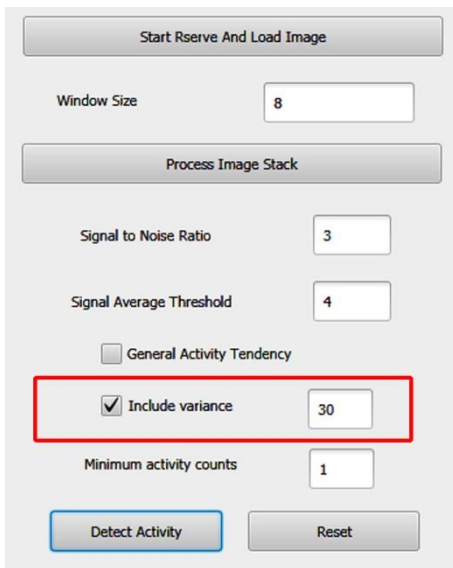 Start Rserve And Load Image
Window Size 8
Process Image Stack
Signal to Noise Ratio 3
Signal Average Threshold 4
General Activity Tendency
Include variance 30
Minimum activity counts 1
Detect Activity Reset